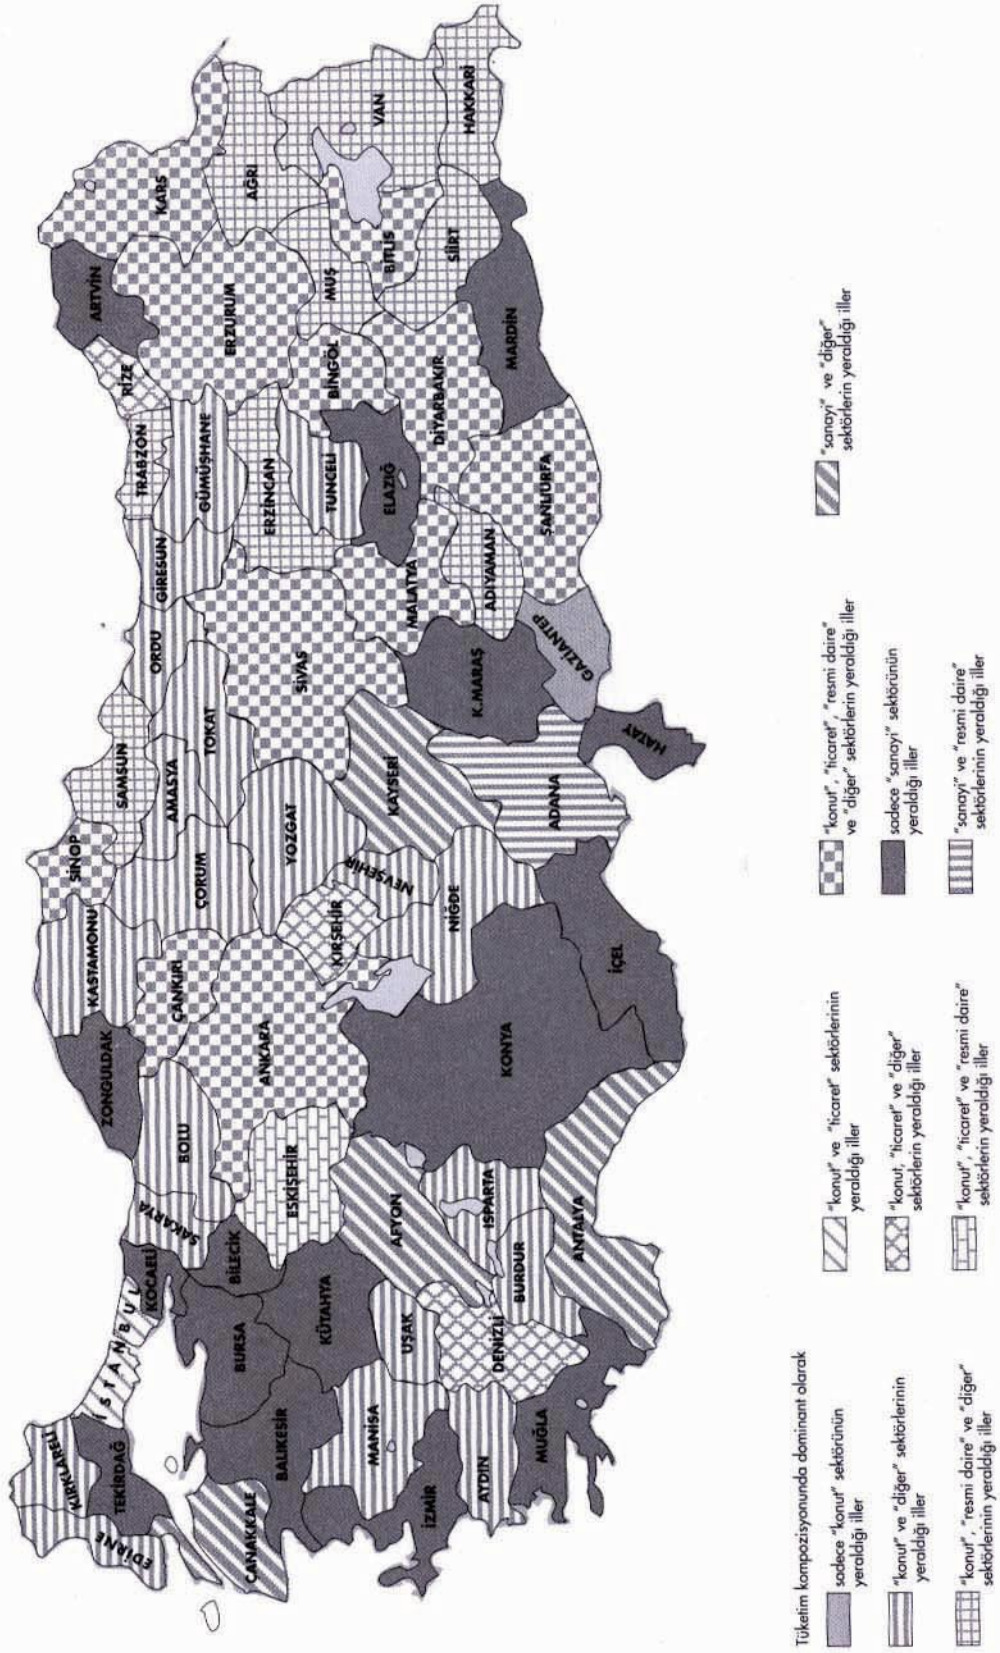 KIRKLARELİ
EDİRNE
TEKİRDAĞ
İSTANBUL
KOCAELİ
SAKARYA
ÇANAKKALE
BALIKESİR
BURSA
BİLECİK
KÜTAHYA
MANİSA
İZMİR
UŞAK
AYDIN
DENİZLİ
MUĞLA
BURDUR
ISPARTA
AFYON
ANTALYA
ESKİŞEHİR
BOLU
ZONGULDAK
KASTAMONU
ÇANKIRI
ANKARA
KIRŞEHİR
KONYA
İÇEL
NİĞDE
NEVŞEHİR
YOZGAT
ÇORUM
SİNOP
SAMSUN
AMASYA
TOKAT
KAYSERİ
ADANA
HATAY
ORDU
SİVAS
K.MARAŞ
GAZİANTEP
GİRESUN
MALATYA
ADIYAMAN
TRABZON
GÜMÜŞHANE
ERZİNCAN
TUNCELİ
ELAZIĞ
ŞANLIURFA
RİZE
BİNGÖL
DİYARBAKIR
ARTVİN
ERZURUM
MUŞ
MARDİN
KARS
AĞRI
BİTLİS
SİİRT
VAN
HAKKARİ
Tüketim kompozisyonunda dominant olarak
sadece "konut" sektörünün
yeraldığı iller
"konut" ve "diğer" sektörlerinin
yeraldığı iller
"konut", "resmi daire" ve "diğer"
sektörlerinin yeraldığı iller
"konut" ve "ticaret" sektörlerinin
yeraldığı iller
"konut, "ticaret" ve "diğer"
sektörlerin yeraldığı iller
"konut", "ticaret" ve "resmi daire"
sektörlerin yeraldığı iller
"konut", "ticaret", "resmi daire"
ve "diğer" sektörlerin yeraldığı iller
sadece "sanayi" sektörünün
yeraldığı iller
"sanayi" ve "resmi daire"
sektörlerinin yeraldığı iller
"sanayi" ve "diğer"
sektörlerin yeraldığı iller